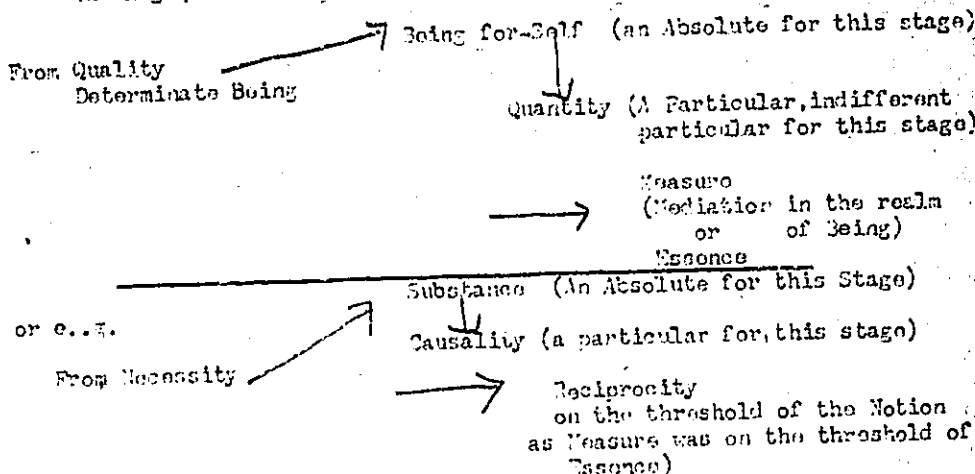 Being for-Self (an Absolute for this stage)
From Quality
Determinate Being
Quantity (A Particular, indifferent
particular for this stage)
Measure
(Mediation in the realm
or of Being)
Essence
Substance (An Absolute for this Stage)
or e..g.
Causality (a particular for, this stage)
From Necessity
Reciprocity
on the threshold of the Notion
as Measure was on the threshold of
Essence)